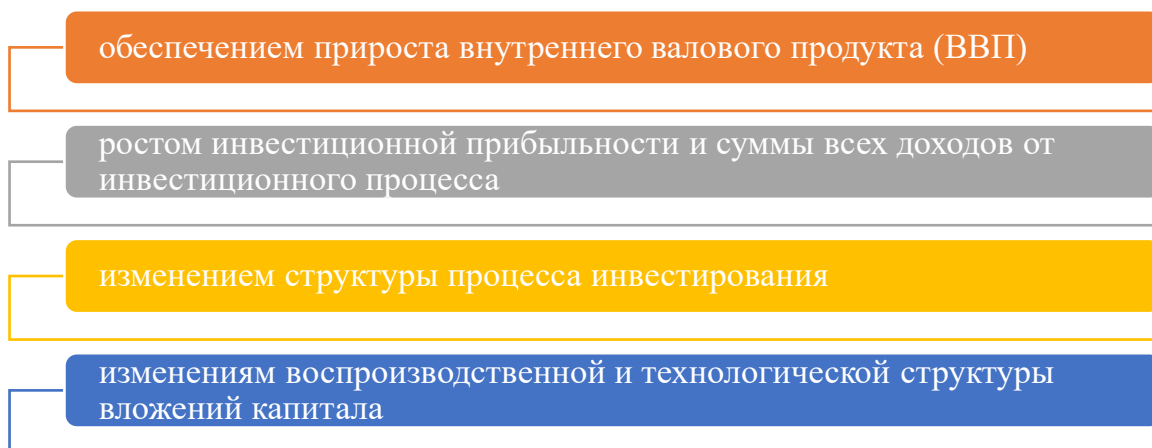 обеспечением прироста внутреннего валового продукта (ВВП)
ростом инвестиционной прибыльности и суммы всех доходов от
инвестиционного процесса
изменением структуры процесса инвестирования
изменениям воспроизводственной и технологической структуры
вложений капитала